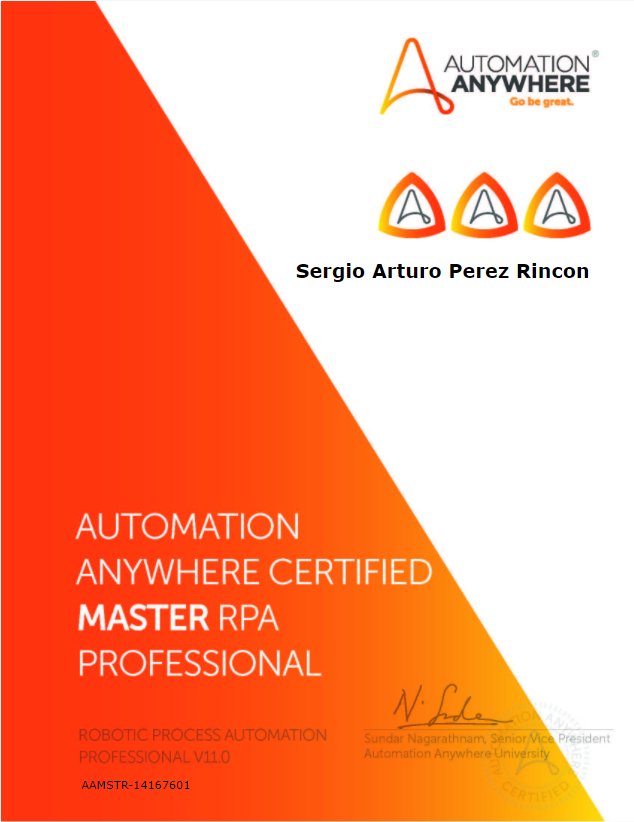 AUTOMATION®
ANYWHERE
Go be great.
Sergio Arturo Perez Rincon
AUTOMATION
ANYWHERE CERTIFIED
MASTER RPA
PROFESSIONAL
ROBOTIC PROCESS AUTOMATION
PROFESSIONAL V11.0
AAMSTR-14167601
Sundar Nagarathnam, Senior Vice President
Automation Anywhere University
CERTIFIED